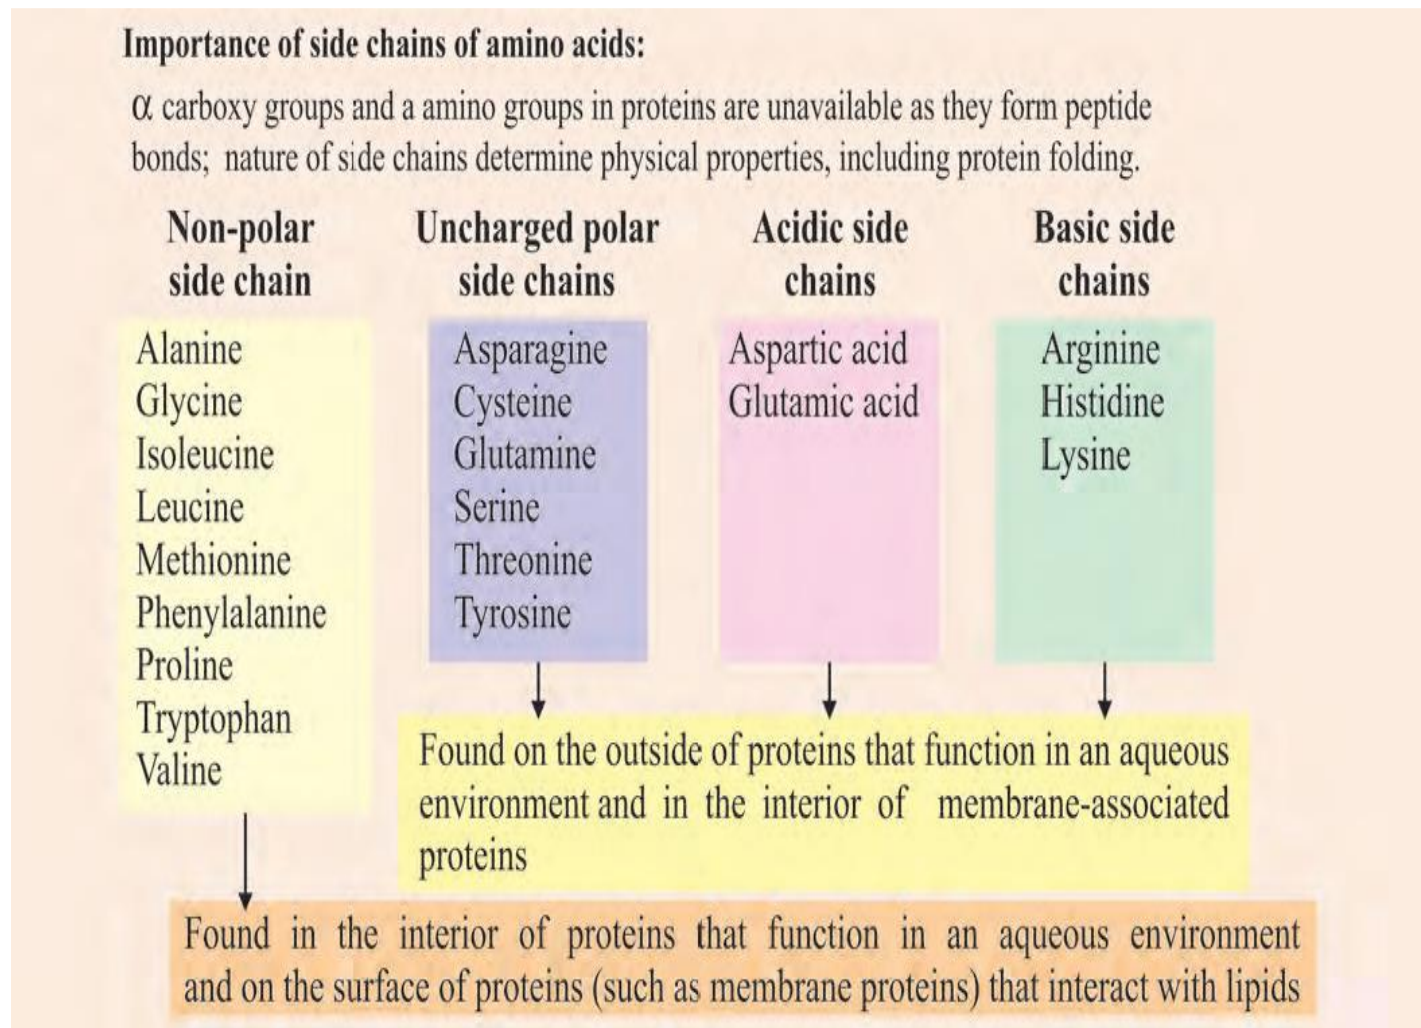 Importance of side chains of amino acids:
α carboxy groups and a amino groups in proteins are unavailable as they form peptide
bonds; nature of side chains determine physical properties, including protein folding.
Non-polar
side chain
Alanine
Glycine
Isoleucine
Leucine
Methionine
Phenylalanine
Proline
Tryptophan
Valine
Uncharged polar
side chains
Asparagine
Cysteine
Glutamine
Serine
Threonine
Tyrosine
Acidic side
chains
Aspartic acid
Glutamic acid
Basic side
chains
Arginine
Histidine
Lysine
Found on the outside of proteins that function in an aqueous
environment and in the interior of membrane-associated
proteins
Found in the interior of proteins that function in an aqueous environment
and on the surface of proteins (such as membrane proteins) that interact with lipids